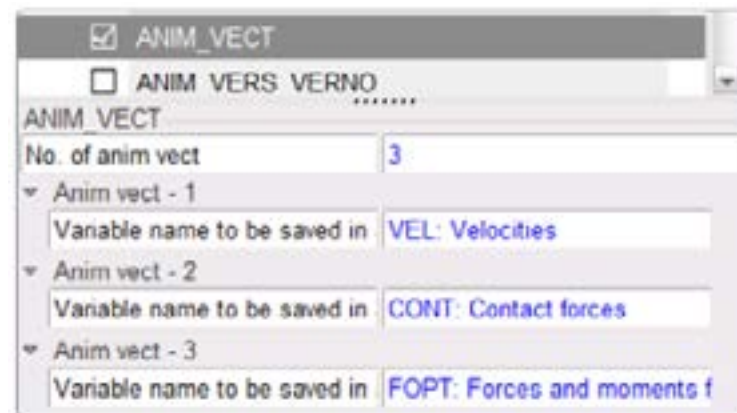 ANIM_VECT
ANIM VERS VERNO
ANIM_VECT
No. of anim vect 3
Anim vect - 1
Variable name to be saved in VEL: Velocities
Anim vect - 2
Variable name to be saved in CONT: Contact forces
Anim vect - 3
Variable name to be saved in FOPT: Forces and moments f